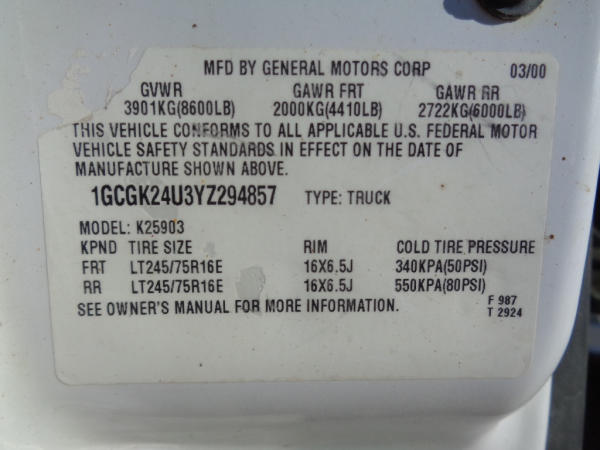 MFD BY GENERAL MOTORS CORP 03/00
GVWR GAWR FRT GAWR RR
3901KG(8600LB) 2000KG(4410LB) 2722KG(6000LB)
THIS VEHICLE CONFORMS TO ALL APPLICABLE U.S. FEDERAL MOTOR
VEHICLE SAFETY STANDARDS IN EFFECT ON THE DATE OF
MANUFACTURE SHOWN ABOVE.
1GCGK24U3YZ294857 TYPE: TRUCK
MODEL: K25903
KPND TIRE SIZE RIM COLD TIRE PRESSURE
FRT LT245/75R16E 16X6.5J 340KPA(50PSI)
RR LT245/75R16E 16X6.5J 550KPA(80PSI)
SEE OWNER'S MANUAL FOR MORE INFORMATION.
F 987
T 2924